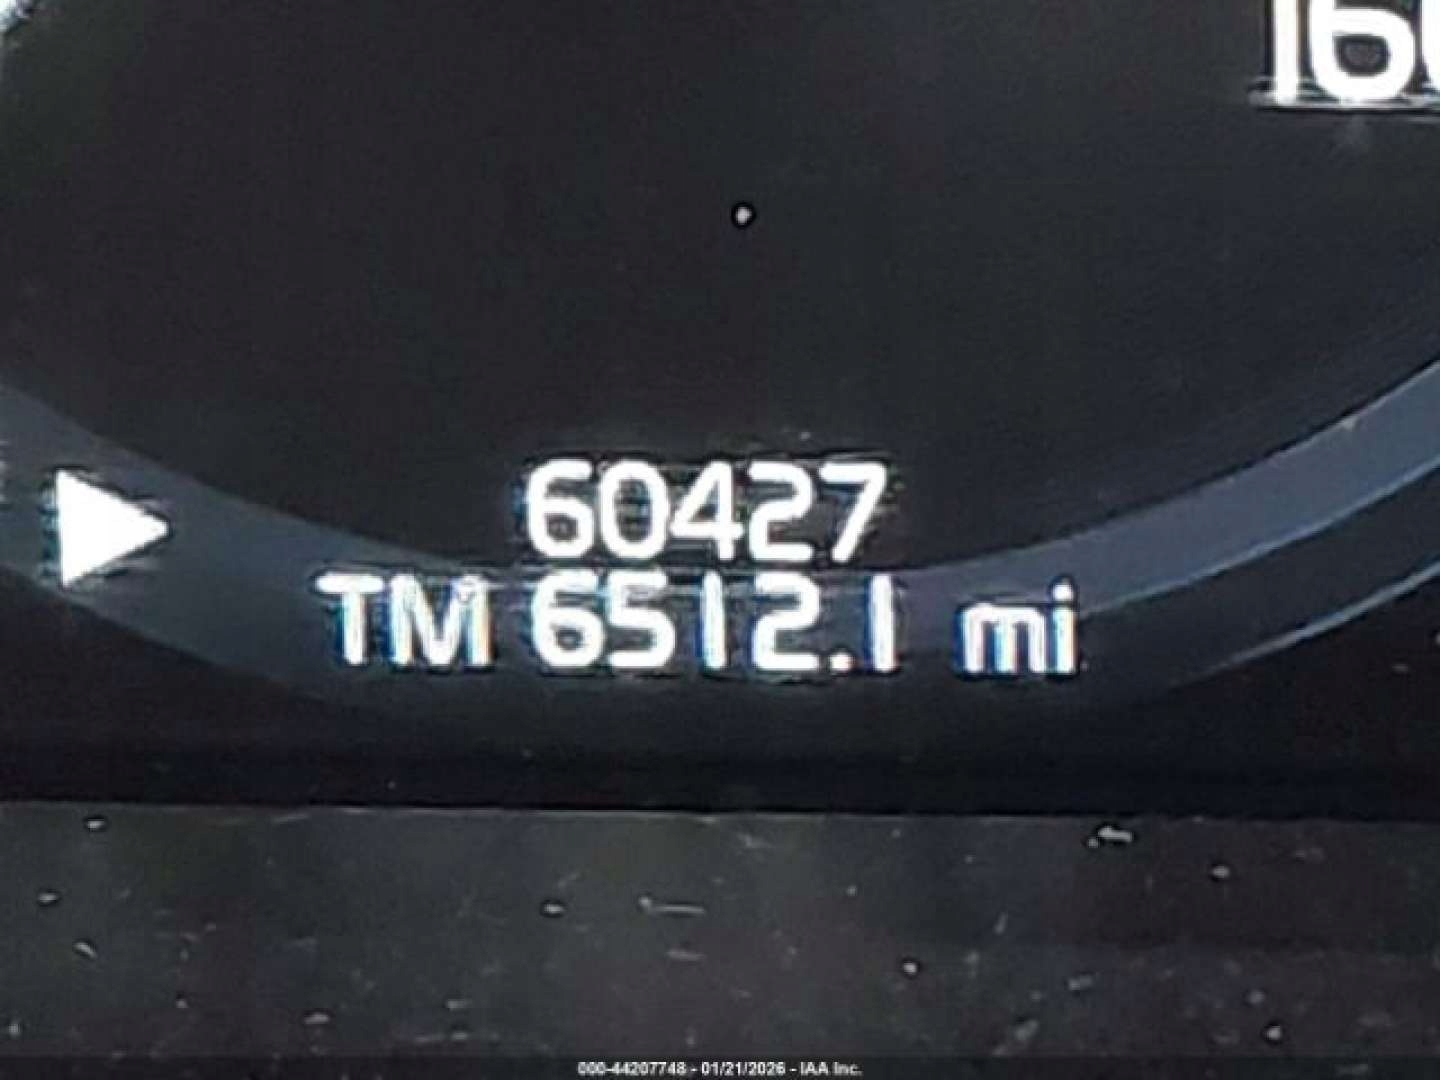 60427
TM 6512.1 mi
000-44207748 - 01/21/2026 - IAA Inc.